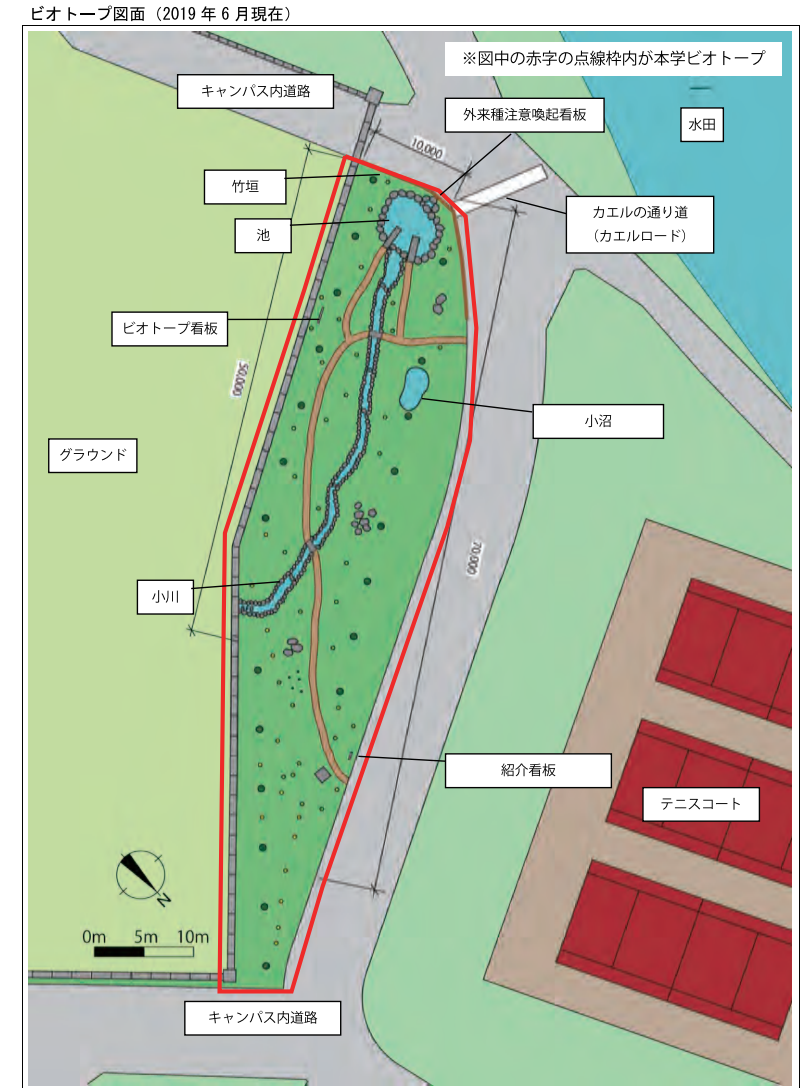 ビオトープ図面（2019 年 6 月現在）
※図中の赤字の点線枠内が本学ビオトープ
キャンパス内道路
外来種注意喚起看板
水田
10,000
竹垣
カエルの通り道
（カエルロード）
池
ビオトープ看板
50,000
小沼
グラウンド
70,000
小川
紹介看板
テニスコート
N
0m 5m 10m
キャンパス内道路